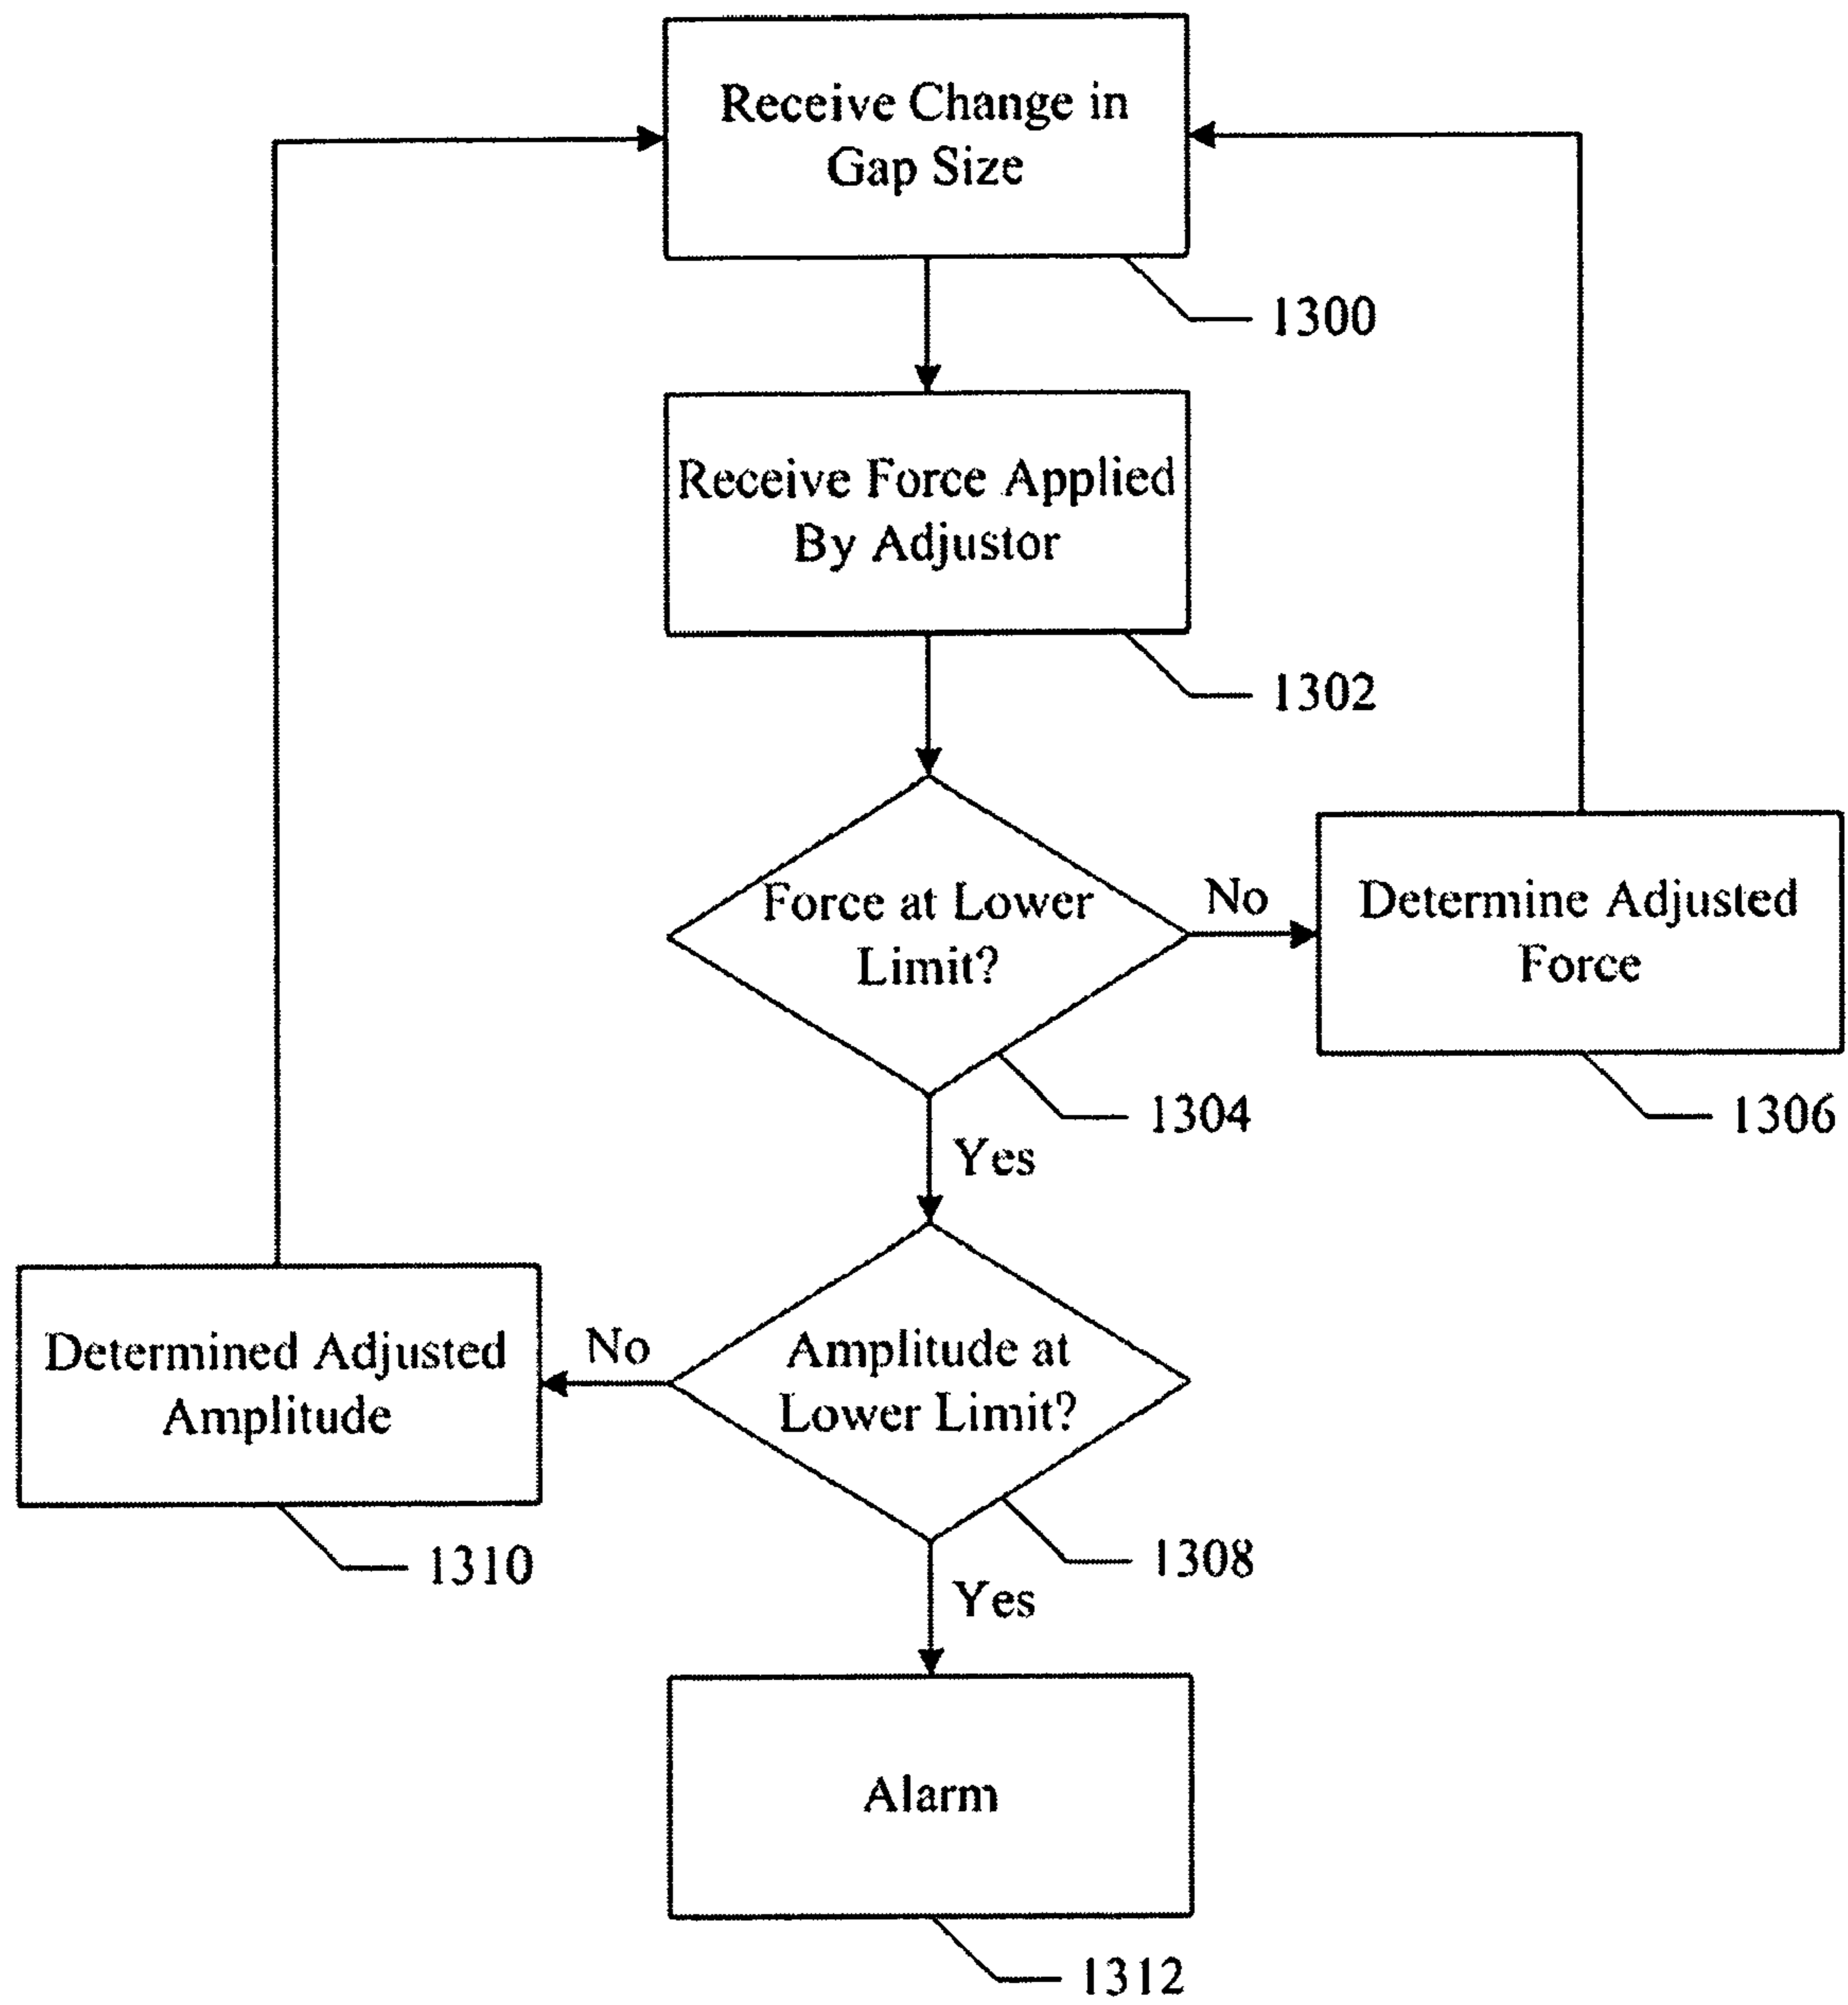 Receive Change in
Gap Size
1300
Receive Force Applied
By Adjustor
1302
Force at Lower
Limit?
No
Determine Adjusted
Force
1304
1306
Yes
Determined Adjusted
Amplitude
No
Amplitude at
Lower Limit?
1310
1308
Yes
Alarm
1312